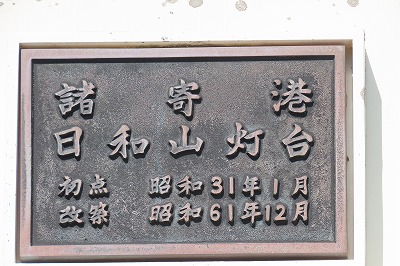 諸寄港
日和山灯台
初点 昭和31年1月
改築 昭和61年12月